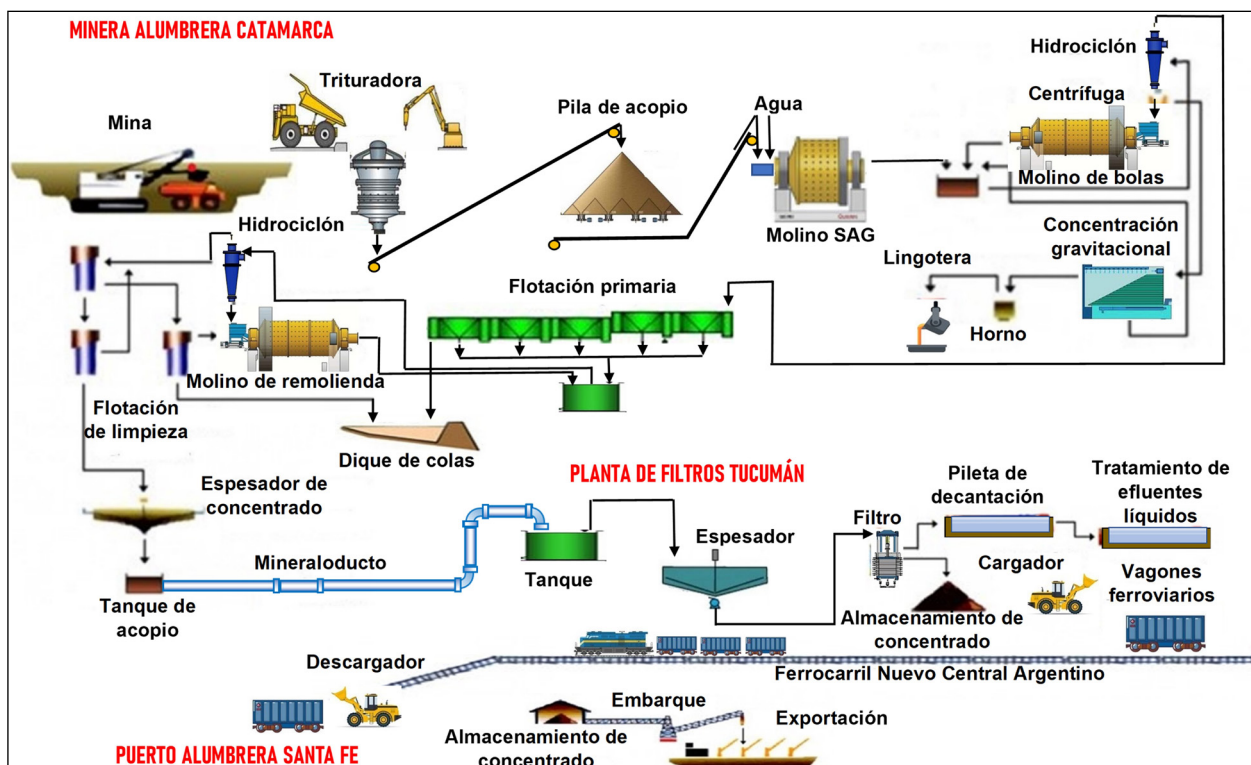 MINERA ALUMBRERA CATAMARCA
Mina
Trituradora
Pila de acopio
Agua
Molino SAG
Hidrociclón
Centrífuga
Molino de bolas
Concentración
gravitacional
Lingotera
Horno
Hidrociclón
Flotación primaria
Molino de remolienda
Flotación
de limpieza
Dique de colas
Espesador de
concentrado
Mineraloducto
Tanque de
acopio
PLANTA DE FILTROS TUCUMÁN
Tanque
Espesador
Filtro
Pileta de
decantación
Tratamiento de
efluentes
líquidos
Cargador
Almacenamiento de
concentrado
Vagones
ferroviarios
Ferrocarril Nuevo Central Argentino
Descargador
Embarque
Almacenamiento de
concentrado
Exportación
PUERTO ALUMBRERA SANTA FE